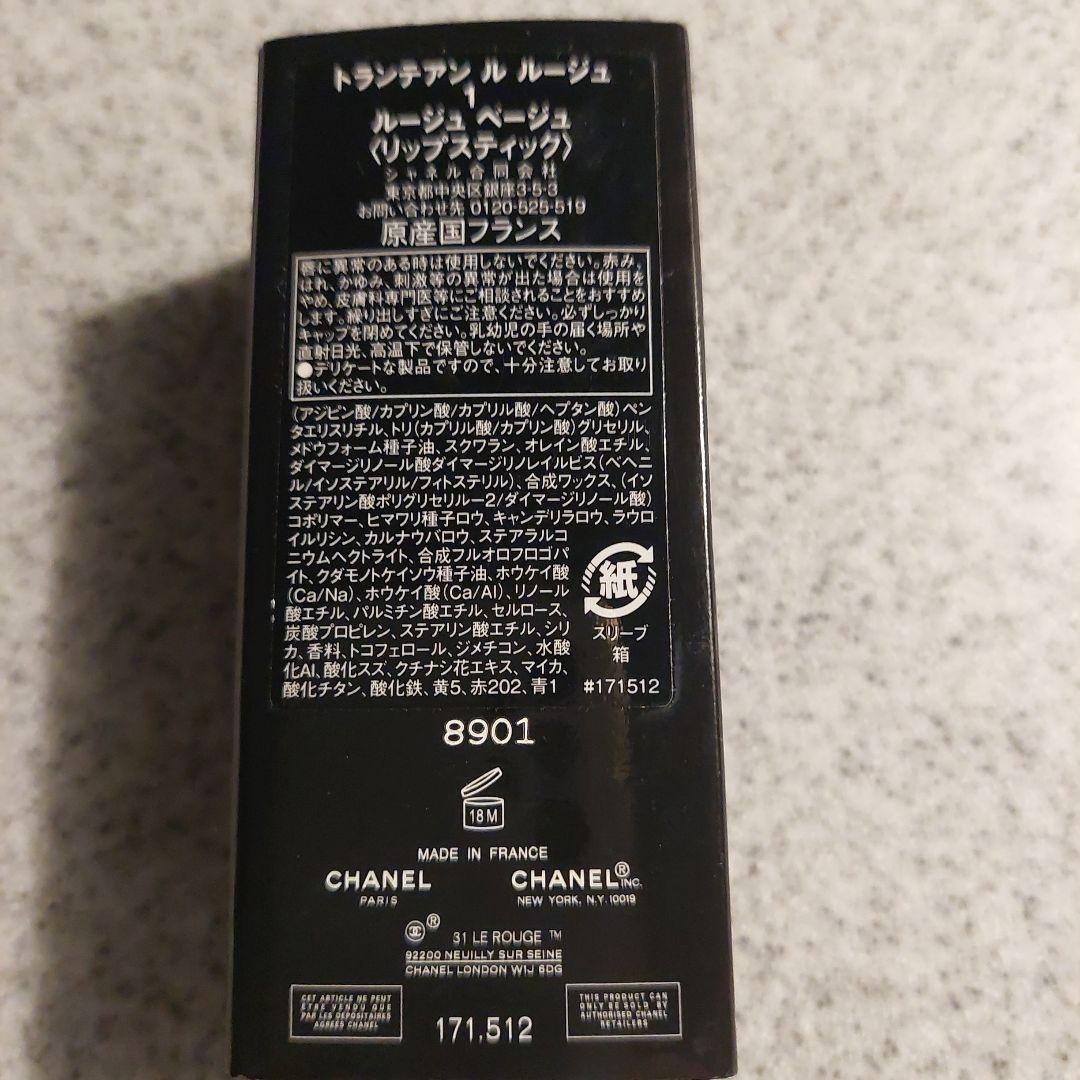 トランテアン ル ルージュ
1
ルージュ ベージュ
〈リップスティック〉
シャネル合同会社
東京都中央区銀座3-5-3
お問い合わせ先 0120-525-519
原産国フランス
唇に異常のある時は使用しないでください。赤み、
はれ、かゆみ、刺激等の異常が出た場合は使用を
やめ、皮膚科専門医等にご相談されることをおすすめ
します。繰り出しすぎにご注意ください。必ずしっかり
キャップを閉めてください。乳幼児の手の届く場所や
直射日光、高温下で保管しないでください。
●デリケートな製品ですので、十分注意してお取り
扱いください。
(アジピン酸/カプリン酸/カプリル酸/ヘプタン酸)ペン
タエリスリチル、トリ(カプリル酸/カプリン酸)グリセリル、
メドウフォーム種子油、スクワラン、オレイン酸エチル、
ダイマージリノール酸ダイマージリノレイルビス(ベヘニ
ル/イソステアリル/フィトステリル)、合成ワックス、(イソ
ステアリン酸ポリグリセリル-2/ダイマージリノール酸)
コポリマー、ヒマワリ種子ロウ、キャンデリラロウ、ラウロ
イルリシン、カルナウバロウ、ステアラルコ
ニウムヘクトライト、合成フルオロフロゴパ
イト、クダモノトケイソウ種子油、ホウケイ酸
(Ca/Na)、ホウケイ酸(Ca/Al)、リノール
酸エチル、パルミチン酸エチル、セルロース、
炭酸プロピレン、ステアリン酸エチル、シリ
カ、香料、トコフェロール、ジメチコン、水酸
化Al、酸化スズ、クチナシ花エキス、マイカ、
酸化チタン、酸化鉄、黄5、赤202、青1
紙
スリーブ
箱
#171512
8901
18M
MADE IN FRANCE
CHANEL
PARIS
CHANEL® INC.
NEW YORK, N.Y. 10019
® 31 LE ROUGE ™
92200 NEUILLY SUR SEINE
CHANEL LONDON W1J 6DG
CET ARTICLE NE PEUT
ÊTRE VENDU QUE
PAR LES DÉPOSITAIRES
AGRÉÉS CHANEL
171.512
THIS PRODUCT CAN
ONLY BE SOLD BY
AUTHORISED CHANEL
RETAILERS